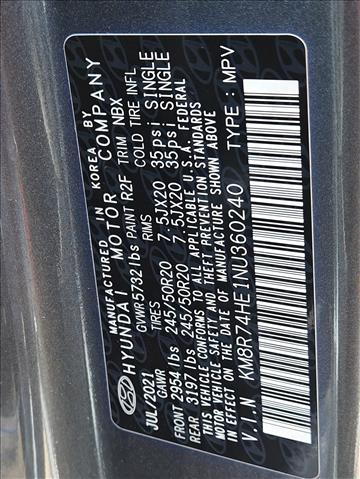 MANUFACTURED IN KOREA BY
HYUNDAI MOTOR COMPANY
JUL/2021 GVWR 5732 lbs PAINT R2F TRIM NBX
GAWR TIRES RIMS COLD TIRE INFL
FRONT 2954 lbs 245/50R20 7.5JX20 35psi SINGLE
REAR 3197 lbs 245/50R20 7.5JX20 35psi SINGLE
THIS VEHICLE CONFORMS TO ALL APPLICABLE U.S.A. FEDERAL
MOTOR VEHICLE SAFETY AND THEFT PREVENTION STANDARDS
IN EFFECT ON THE DATE OF MANUFACTURE SHOWN ABOVE
V.I.N KM8R74HE1NU360240 TYPE : MPV